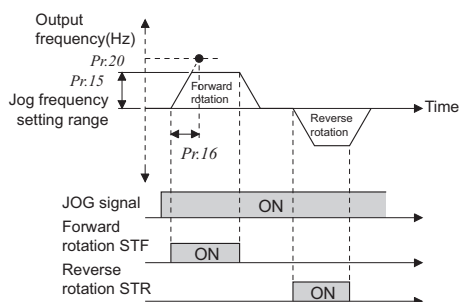 Output
frequency(Hz)
Pr.20
Pr.15
Forward
rotation
Jog frequency
setting range
Time
Reverse
rotation
Pr.16
JOG signal
ON
Forward
rotation STF
ON
Reverse
rotation STR
ON